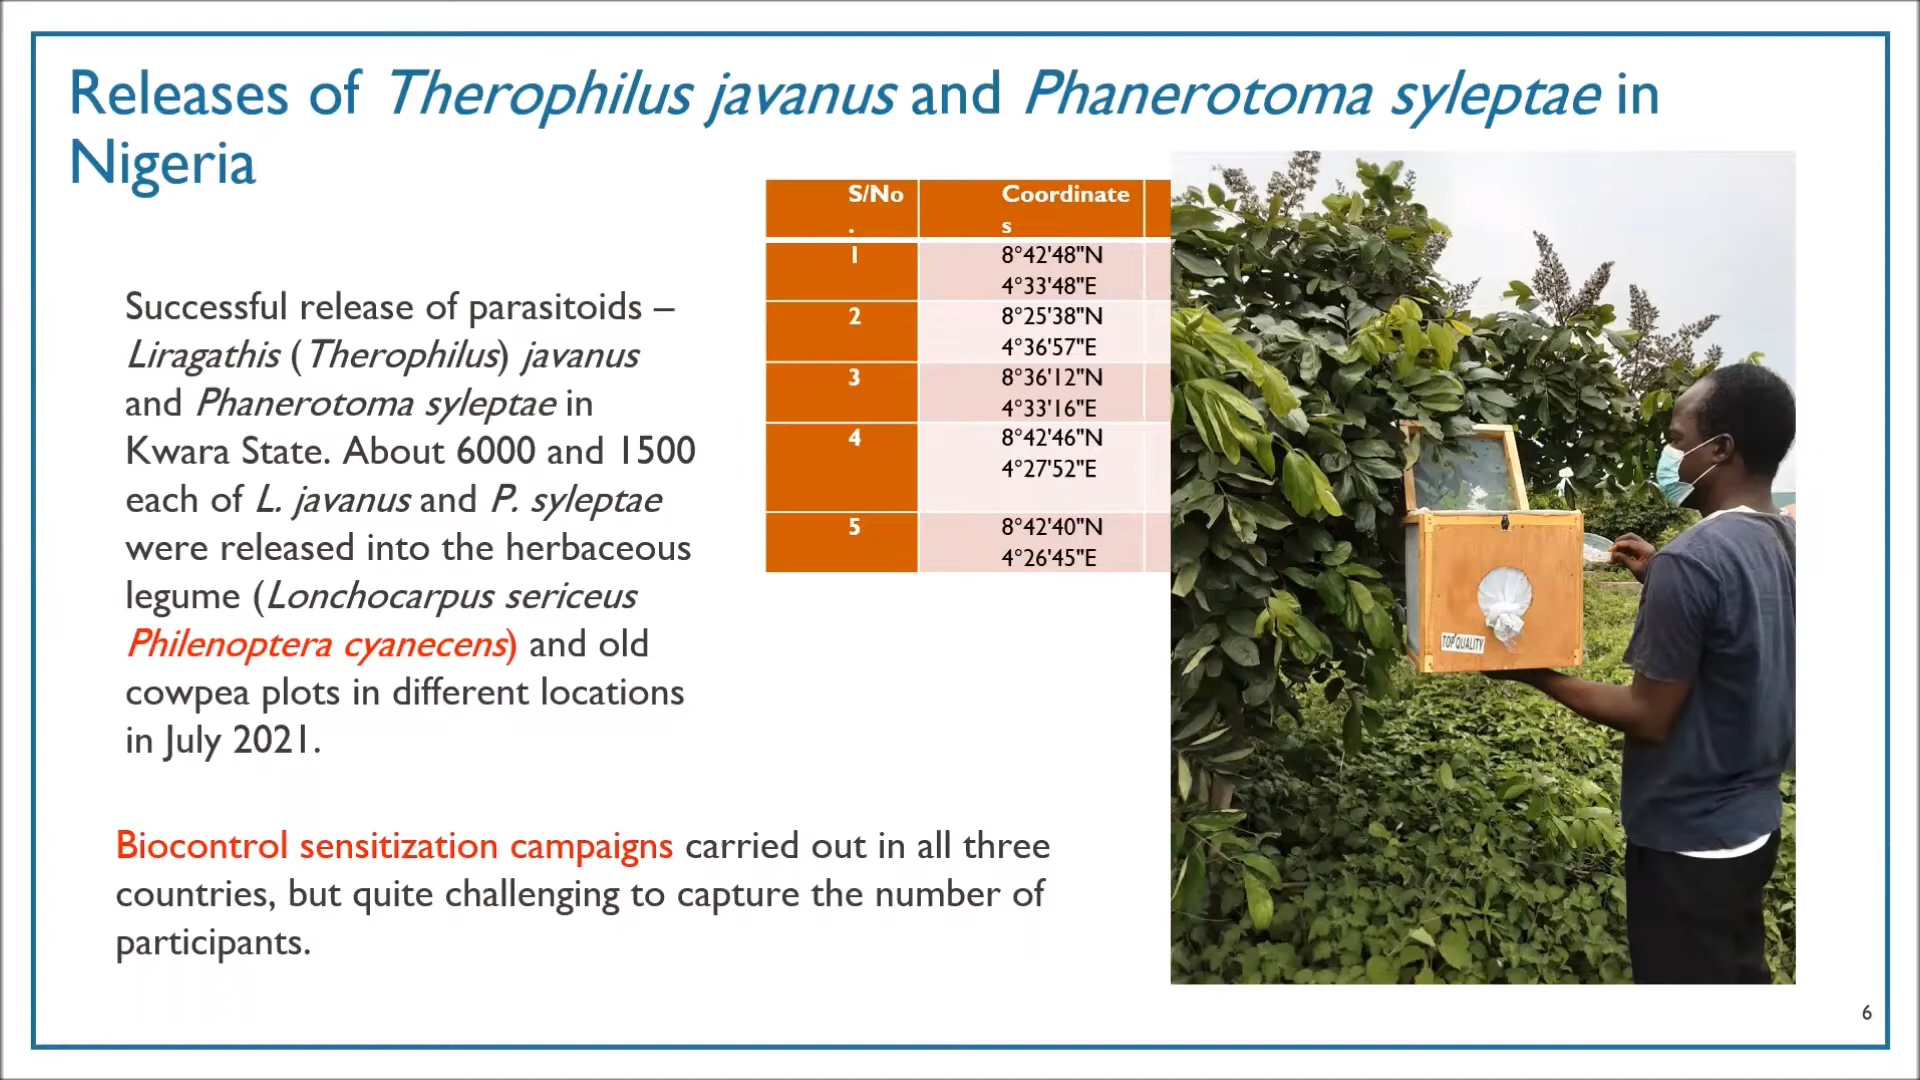 Releases of Therophilus javanus and Phanerotoma syleptae in
Nigeria
Successful release of parasitoids –
Liragathis (Therophilus) javanus
and Phanerotoma syleptae in
Kwara State. About 6000 and 1500
each of L. javanus and P. syleptae
were released into the herbaceous
legume (Lonchocarpus sericeus
Philenoptera cyanecens) and old
cowpea plots in different locations
in July 2021.
S/No
.
Coordinate
s
1
8°42'48"N
4°33'48"E
2
8°25'38"N
4°36'57"E
3
8°36'12"N
4°33'16"E
4
8°42'46"N
4°27'52"E
5
8°42'40"N
4°26'45"E
TOP QUALITY
Biocontrol sensitization campaigns carried out in all three
countries, but quite challenging to capture the number of
participants.
6